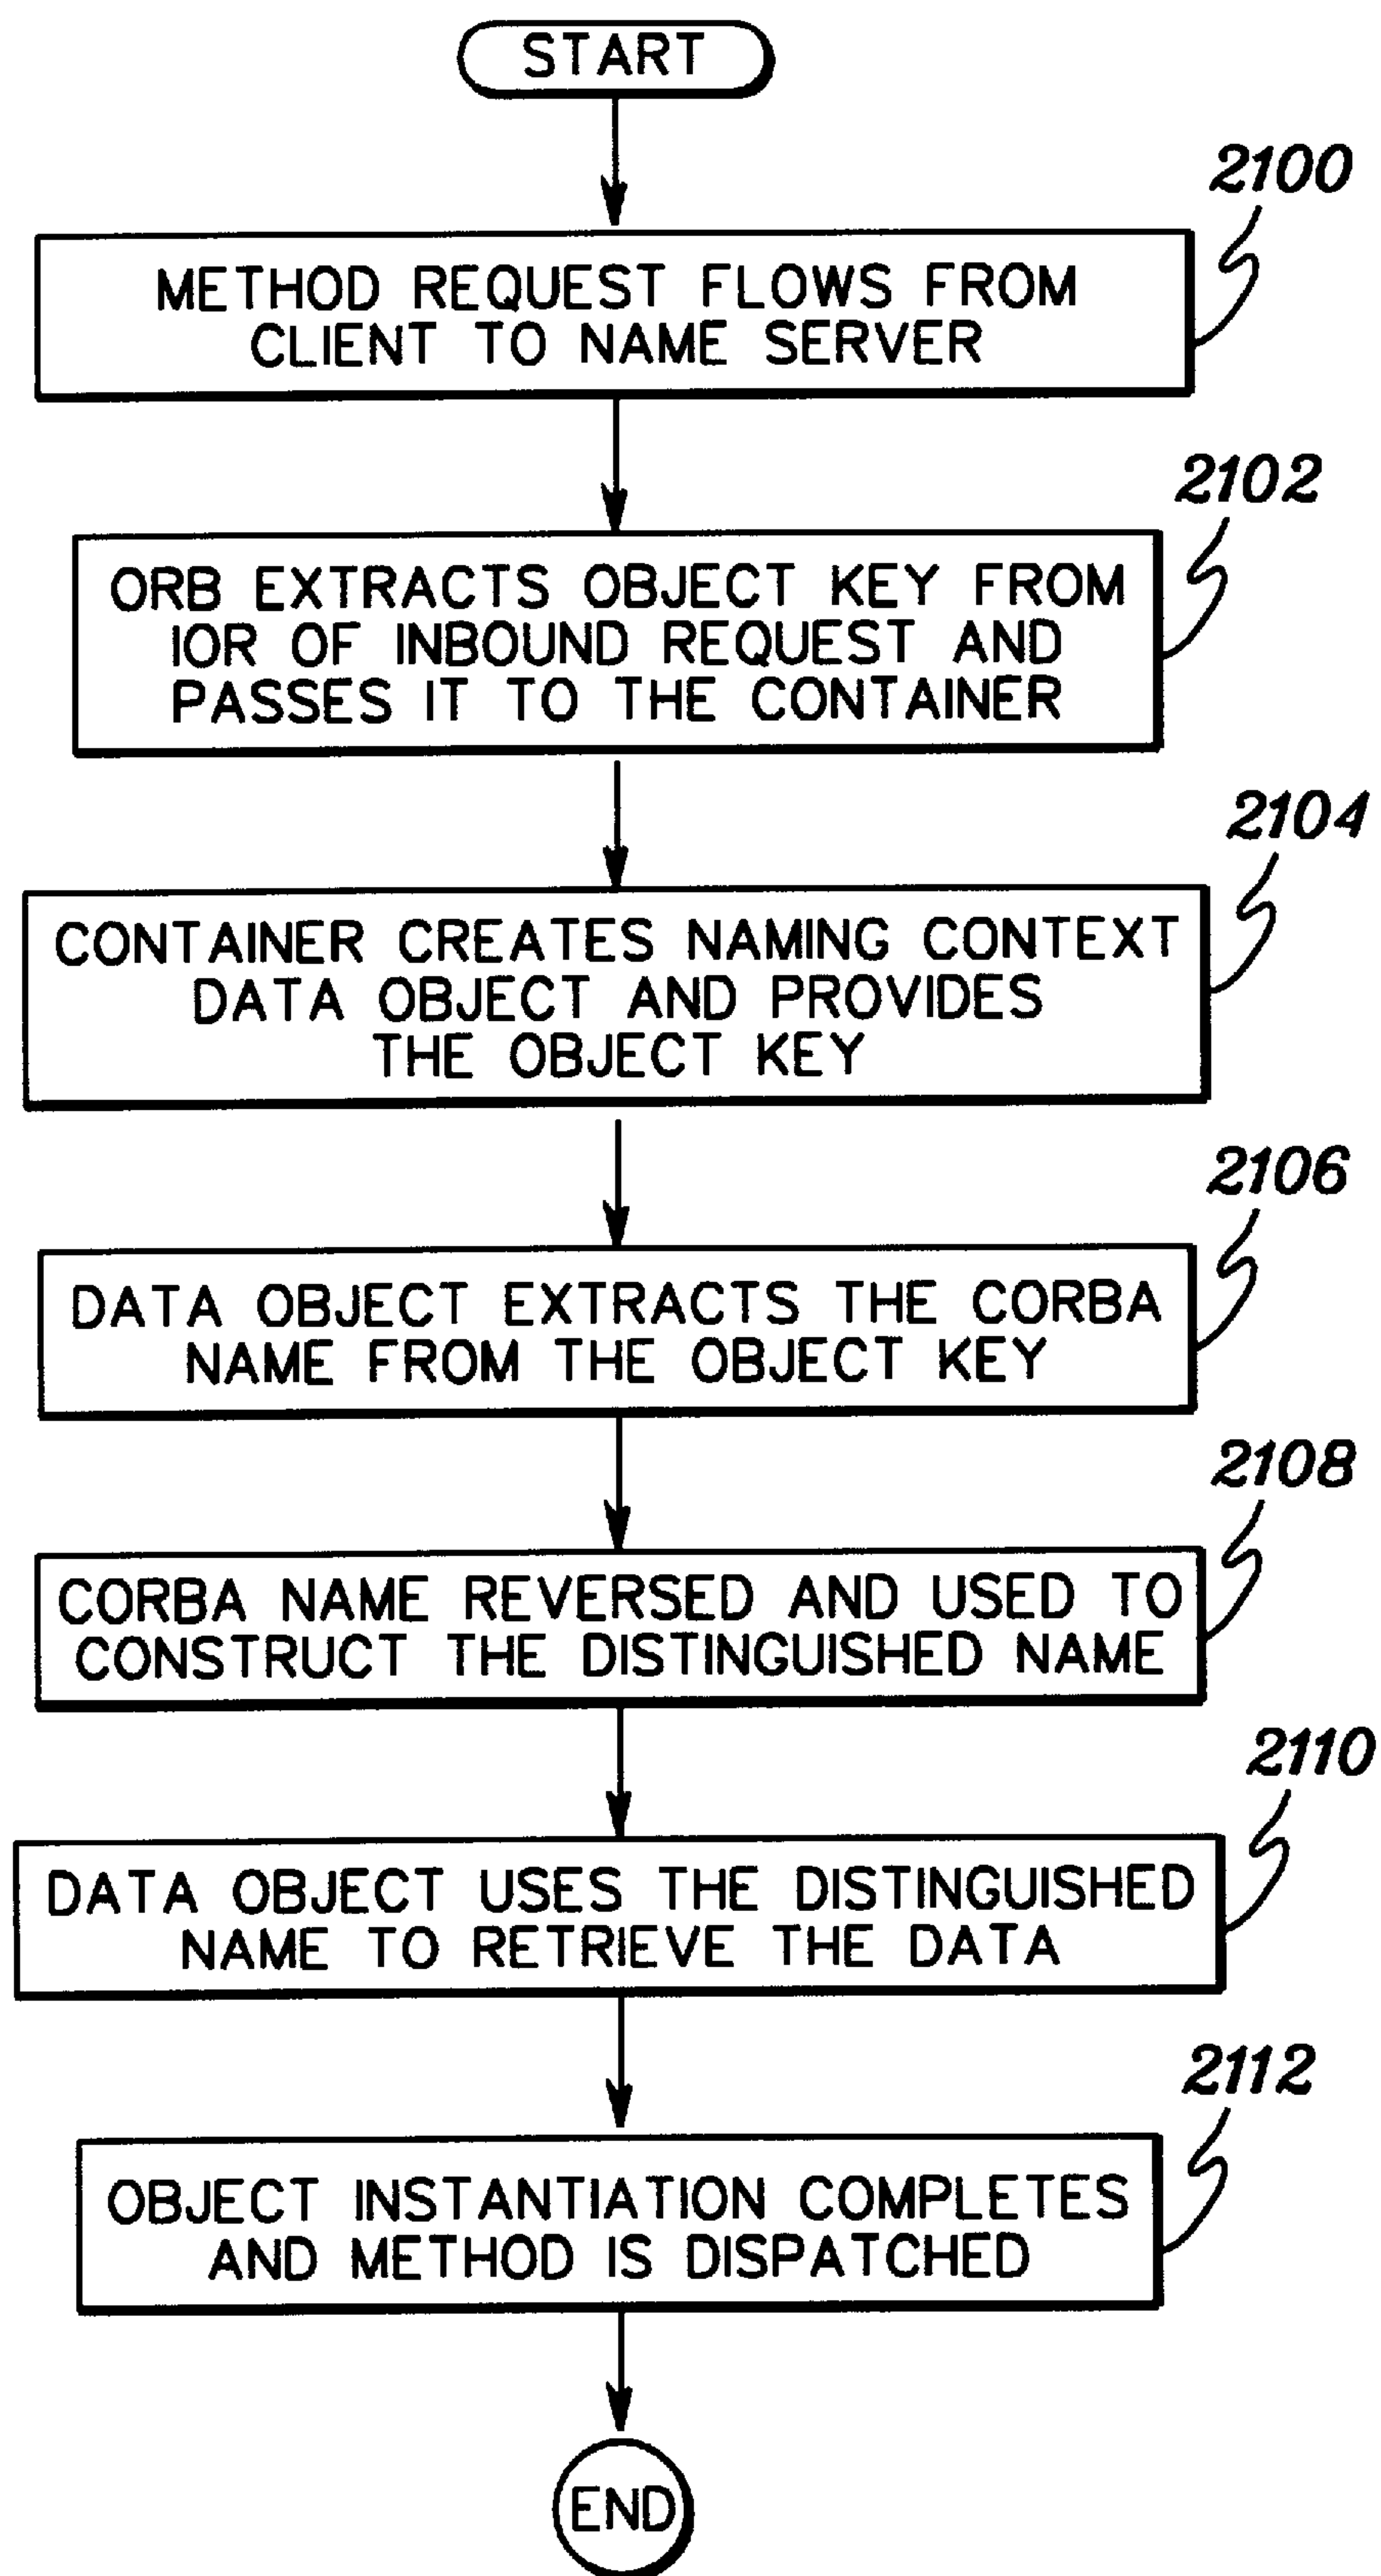 START
2100
METHOD REQUEST FLOWS FROM
CLIENT TO NAME SERVER
2102
ORB EXTRACTS OBJECT KEY FROM
IOR OF INBOUND REQUEST AND
PASSES IT TO THE CONTAINER
2104
CONTAINER CREATES NAMING CONTEXT
DATA OBJECT AND PROVIDES
THE OBJECT KEY
2106
DATA OBJECT EXTRACTS THE CORBA
NAME FROM THE OBJECT KEY
2108
CORBA NAME REVERSED AND USED TO
CONSTRUCT THE DISTINGUISHED NAME
2110
DATA OBJECT USES THE DISTINGUISHED
NAME TO RETRIEVE THE DATA
2112
OBJECT INSTANTIATION COMPLETES
AND METHOD IS DISPATCHED
END